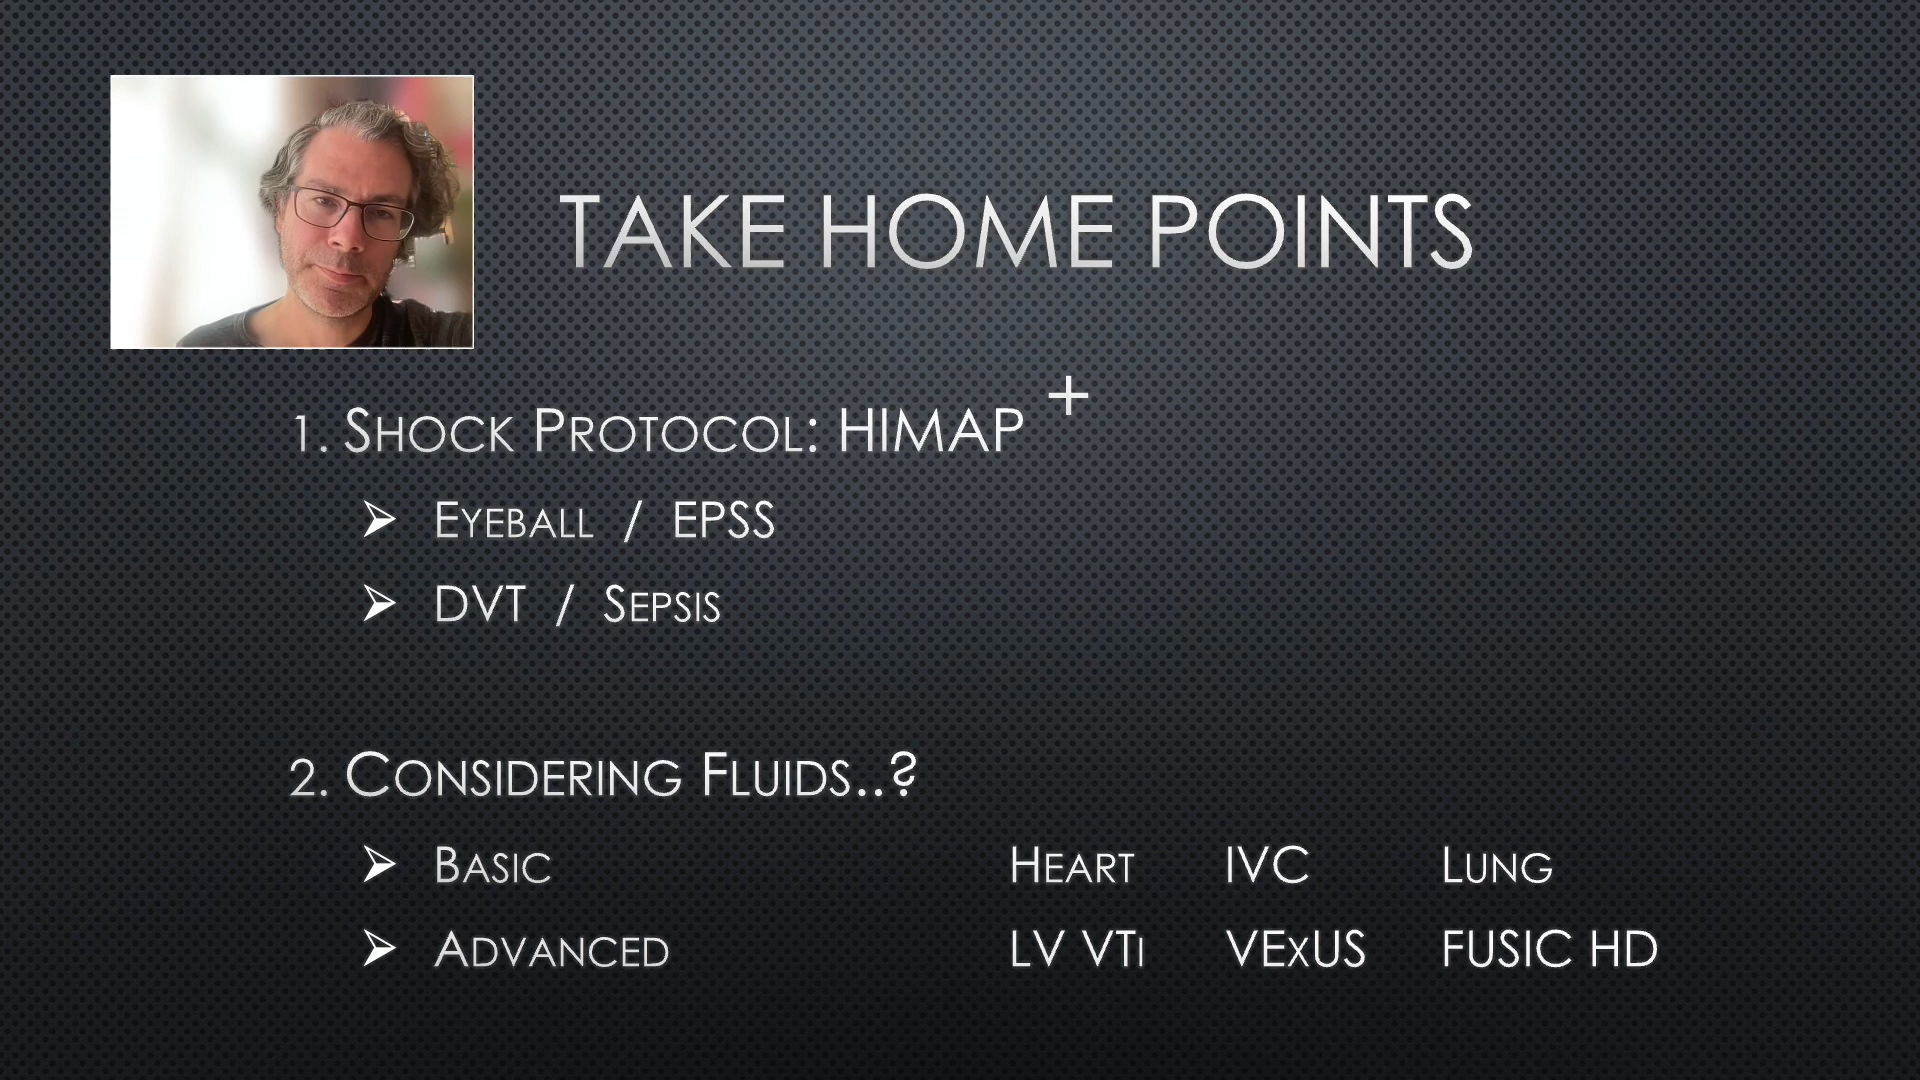 TAKE HOME POINTS
1. SHOCK PROTOCOL: HIMAP +
EYEBALL / EPSS
DVT / SEPSIS
2. CONSIDERING FLUIDS..?
BASIC HEART IVC LUNG
ADVANCED LV VTI VEXUS FUSIC HD